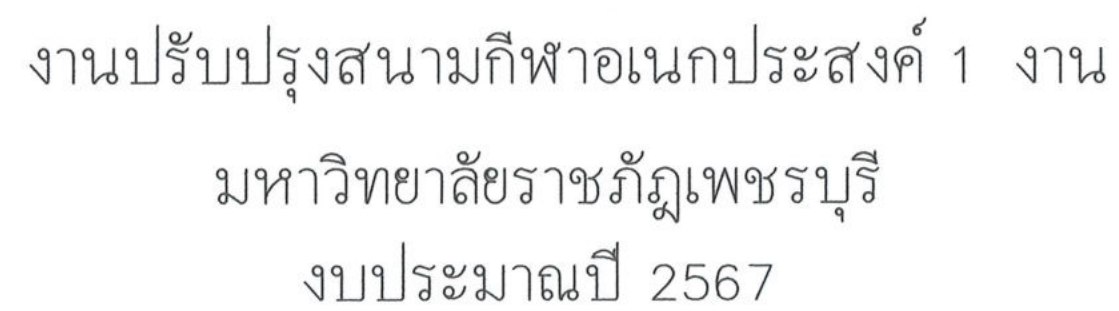 งานปรับปรุงสนามกีฬาอเนกประสงค์ 1 งาน
มหาวิทยาลัยราชภัฏเพชรบุรี
งบประมาณปี 2567